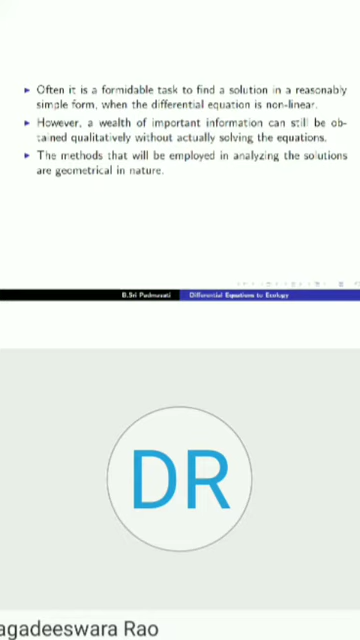 Often it is a formidable task to find a solution in a reasonably
simple form, when the differential equation is non-linear.
However, a wealth of important information can still be ob-
tained qualitatively without actually solving the equations.
The methods that will be employed in analyzing the solutions
are geometrical in nature.
B.Sri Padmavati Differential Equations to Ecology
DR
agadeeswara Rao